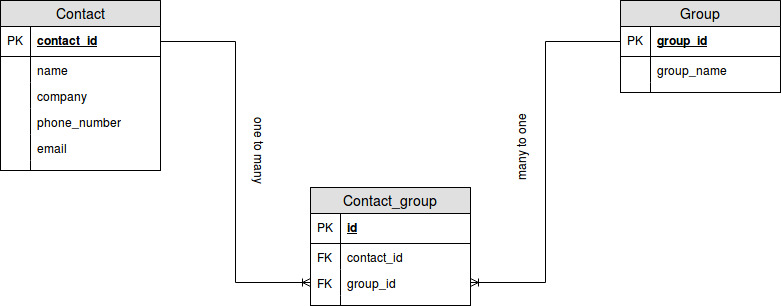 Contact
PK contact_id
name
company
phone_number
email
Group
PK group_id
group_name
one to many
many to one
Contact_group
PK id
FK contact_id
FK group_id